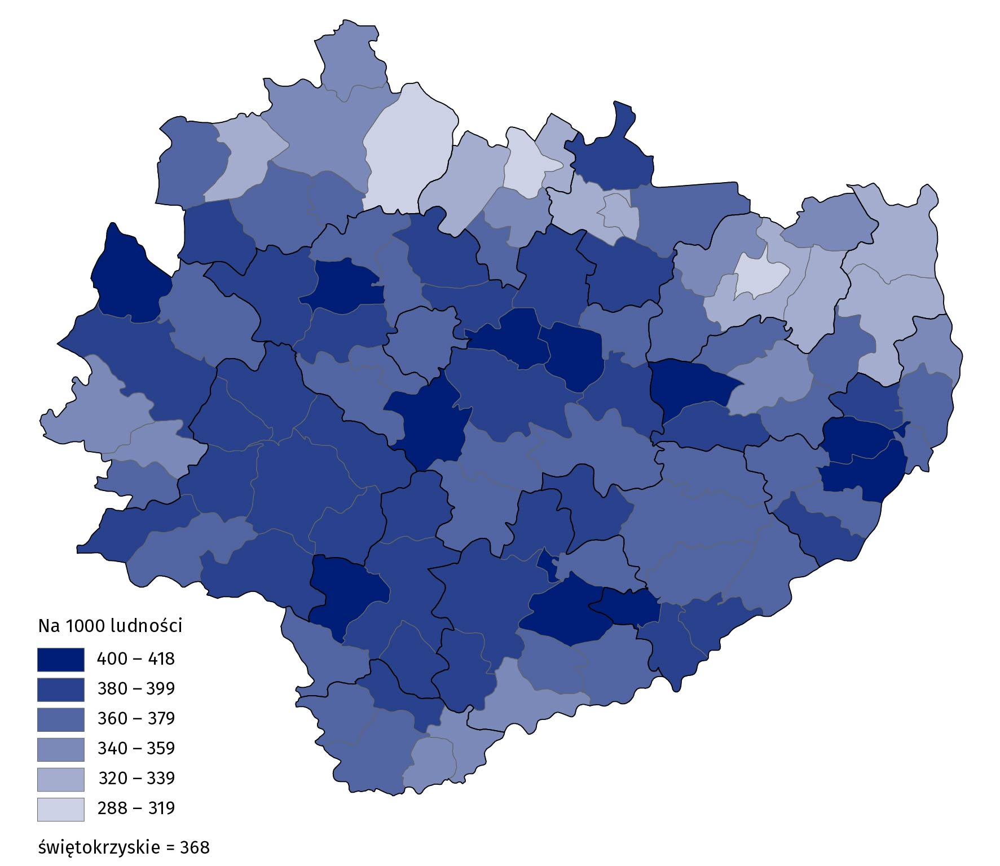 Na 1000 ludności
400 – 418
380 – 399
360 – 379
340 – 359
320 – 339
288 – 319
świętokrzyskie = 368